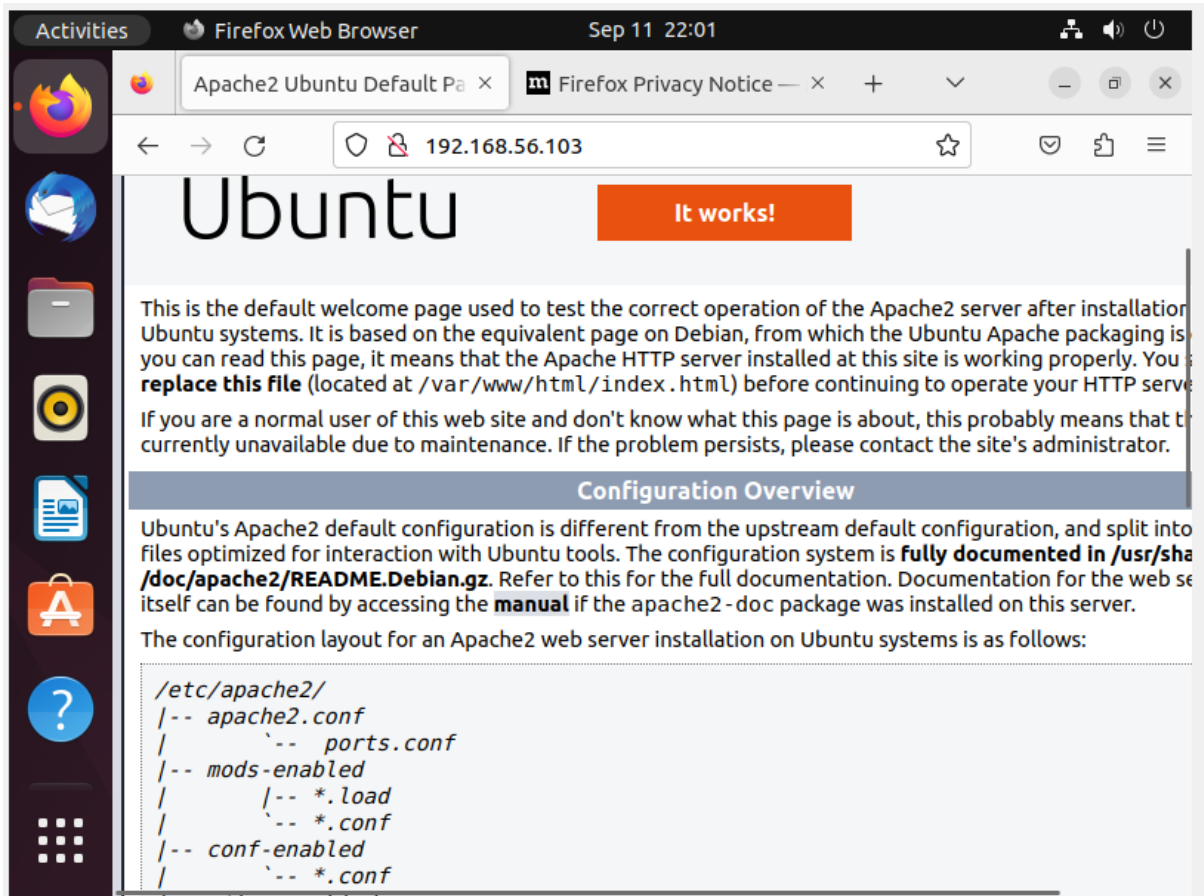 Activities Firefox Web Browser Sep 11 22:01
Apache2 Ubuntu Default Pa Firefox Privacy Notice —
192.168.56.103
Ubuntu It works!
This is the default welcome page used to test the correct operation of the Apache2 server after installation
Ubuntu systems. It is based on the equivalent page on Debian, from which the Ubuntu Apache packaging is
you can read this page, it means that the Apache HTTP server installed at this site is working properly. You
replace this file (located at /var/www/html/index.html) before continuing to operate your HTTP serve
If you are a normal user of this web site and don't know what this page is about, this probably means that
currently unavailable due to maintenance. If the problem persists, please contact the site's administrator.
Configuration Overview
Ubuntu's Apache2 default configuration is different from the upstream default configuration, and split into
files optimized for interaction with Ubuntu tools. The configuration system is fully documented in /usr/sha
/doc/apache2/README.Debian.gz. Refer to this for the full documentation. Documentation for the web se
itself can be found by accessing the manual if the apache2-doc package was installed on this server.
The configuration layout for an Apache2 web server installation on Ubuntu systems is as follows:
/etc/apache2/
|-- apache2.conf
|       `--  ports.conf
|-- mods-enabled
|       |-- *.load
|       `-- *.conf
|-- conf-enabled
|       `-- *.conf